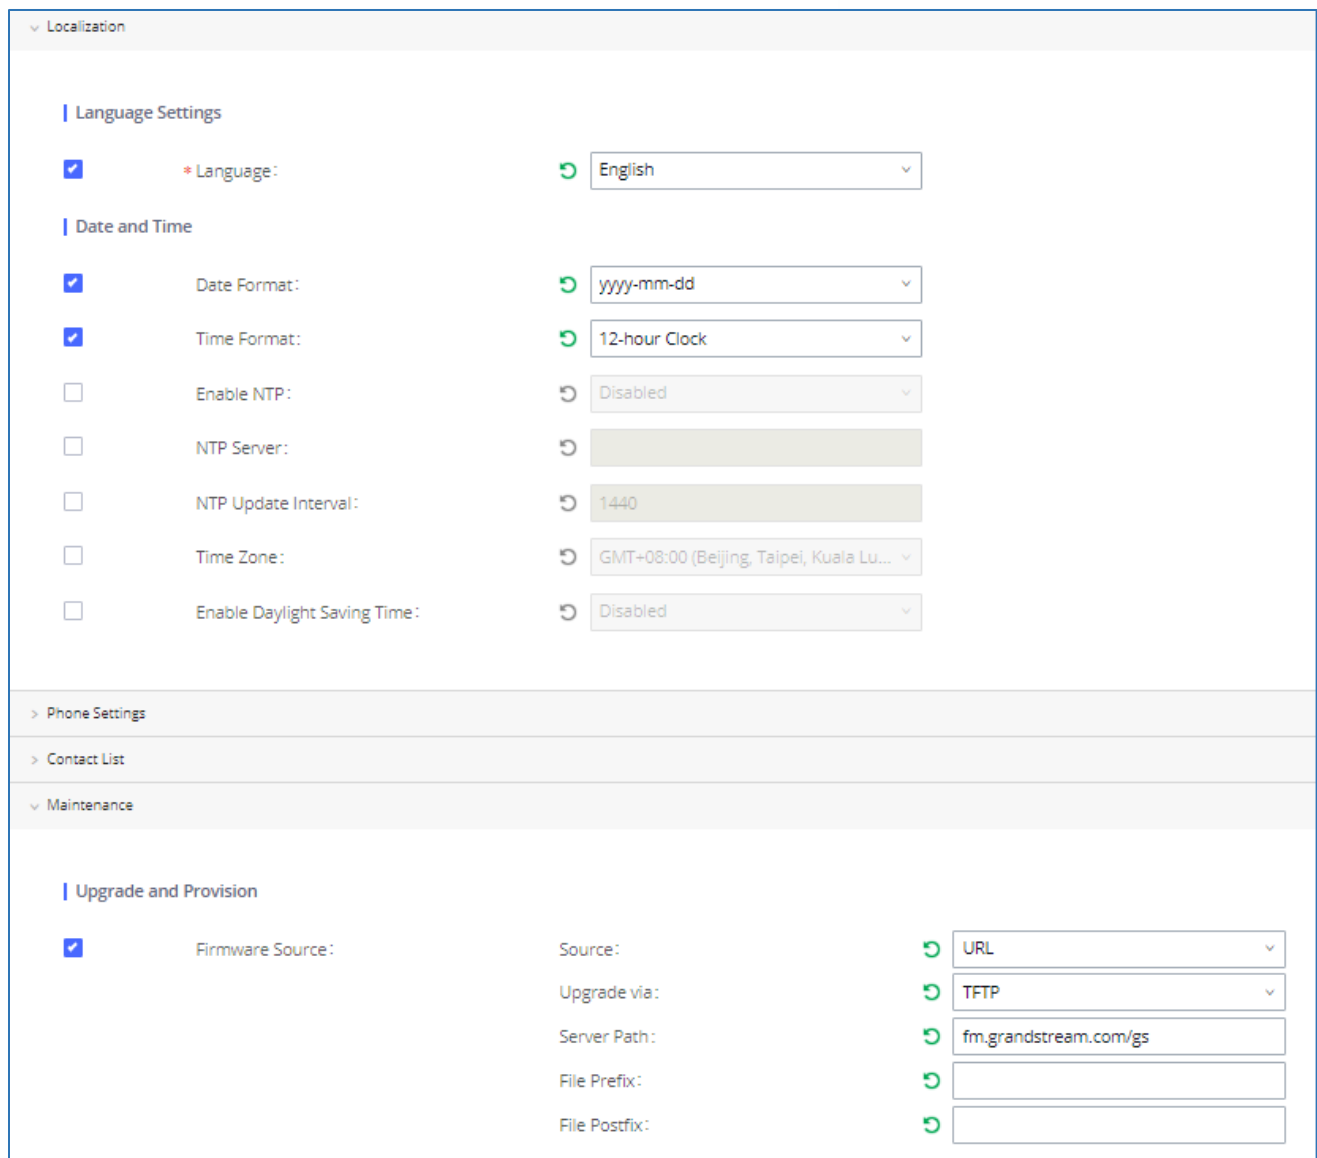 Localization
Language Settings
* Language: English
Date and Time
Date Format: yyyy-mm-dd
Time Format: 12-hour Clock
Enable NTP: Disabled
NTP Server:
NTP Update Interval: 1440
Time Zone: GMT+08:00 (Beijing, Taipei, Kuala Lu...
Enable Daylight Saving Time: Disabled
Phone Settings
Contact List
Maintenance
Upgrade and Provision
Firmware Source: Source: URL
Upgrade via: TFTP
Server Path: fm.grandstream.com/gs
File Prefix:
File Postfix: